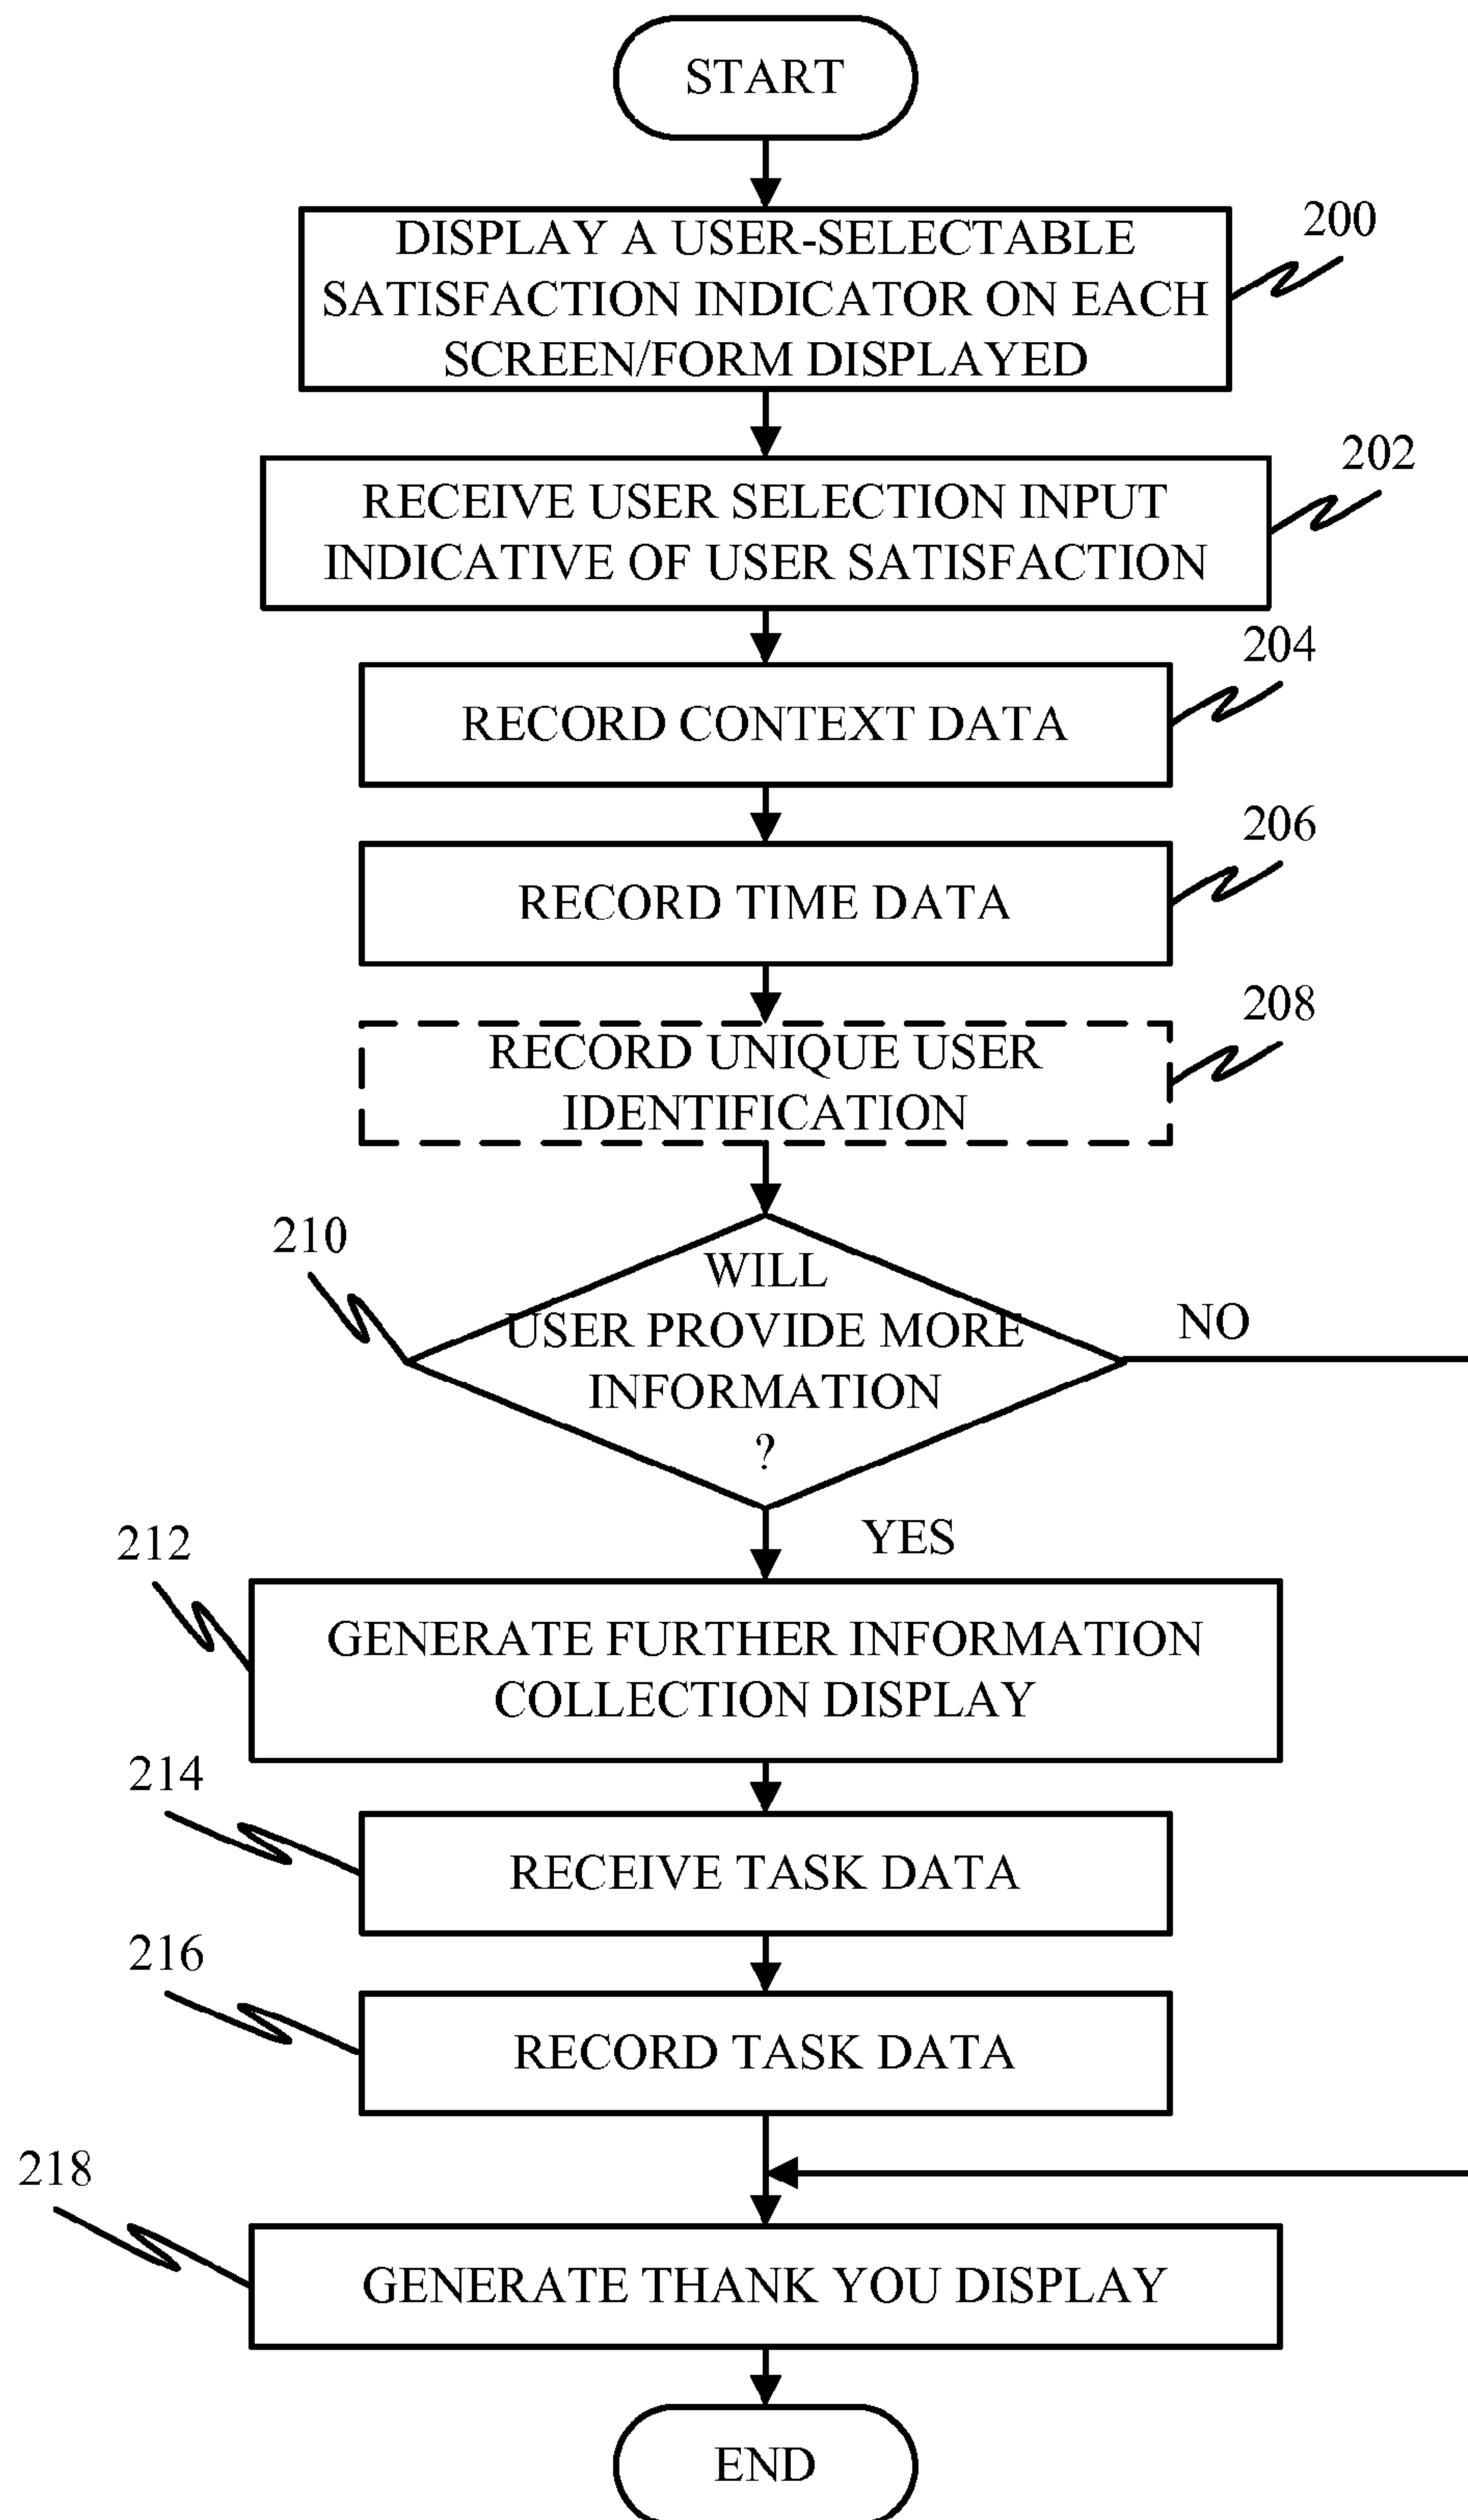 START
DISPLAY A USER-SELECTABLE
SATISFACTION INDICATOR ON EACH
SCREEN/FORM DISPLAYED
200
RECEIVE USER SELECTION INPUT
INDICATIVE OF USER SATISFACTION
202
RECORD CONTEXT DATA
204
RECORD TIME DATA
206
RECORD UNIQUE USER
IDENTIFICATION
208
210
WILL
USER PROVIDE MORE
INFORMATION
?
NO
YES
212
GENERATE FURTHER INFORMATION
COLLECTION DISPLAY
214
RECEIVE TASK DATA
216
RECORD TASK DATA
218
GENERATE THANK YOU DISPLAY
END